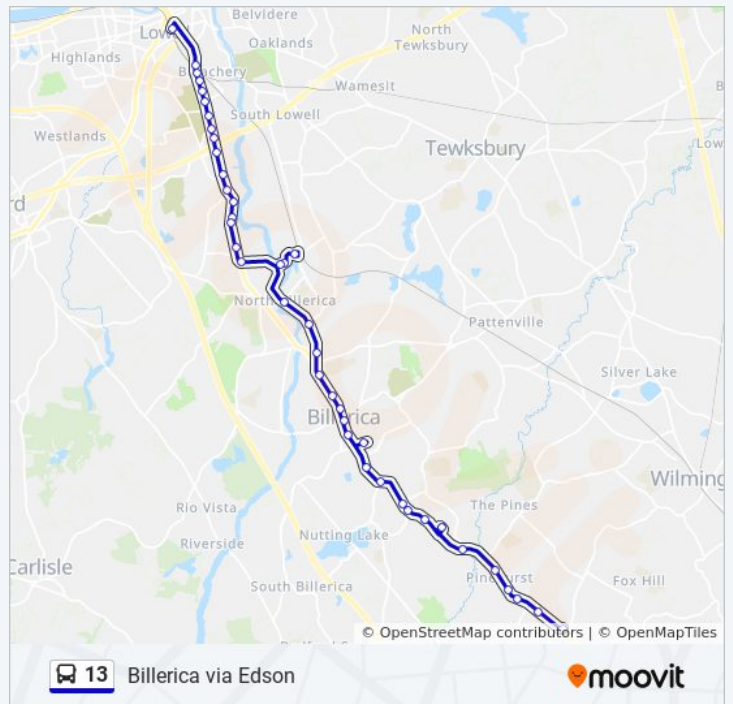 Belvidere
Lowell
Highlands
Oaklands
North
Tewksbury
Wamesit
South Lowell
Westlands
Tewksbury
Low
rd
North Billerica
Pattenville
Silver Lake
Billerica
Wilming
Rio Vista
The Pines
Riverside
Nutting Lake
Carlisle
South Billerica
Pinehurst
Fox Hill
© OpenStreetMap contributors | © OpenMapTiles
13 Billerica via Edson
moovit